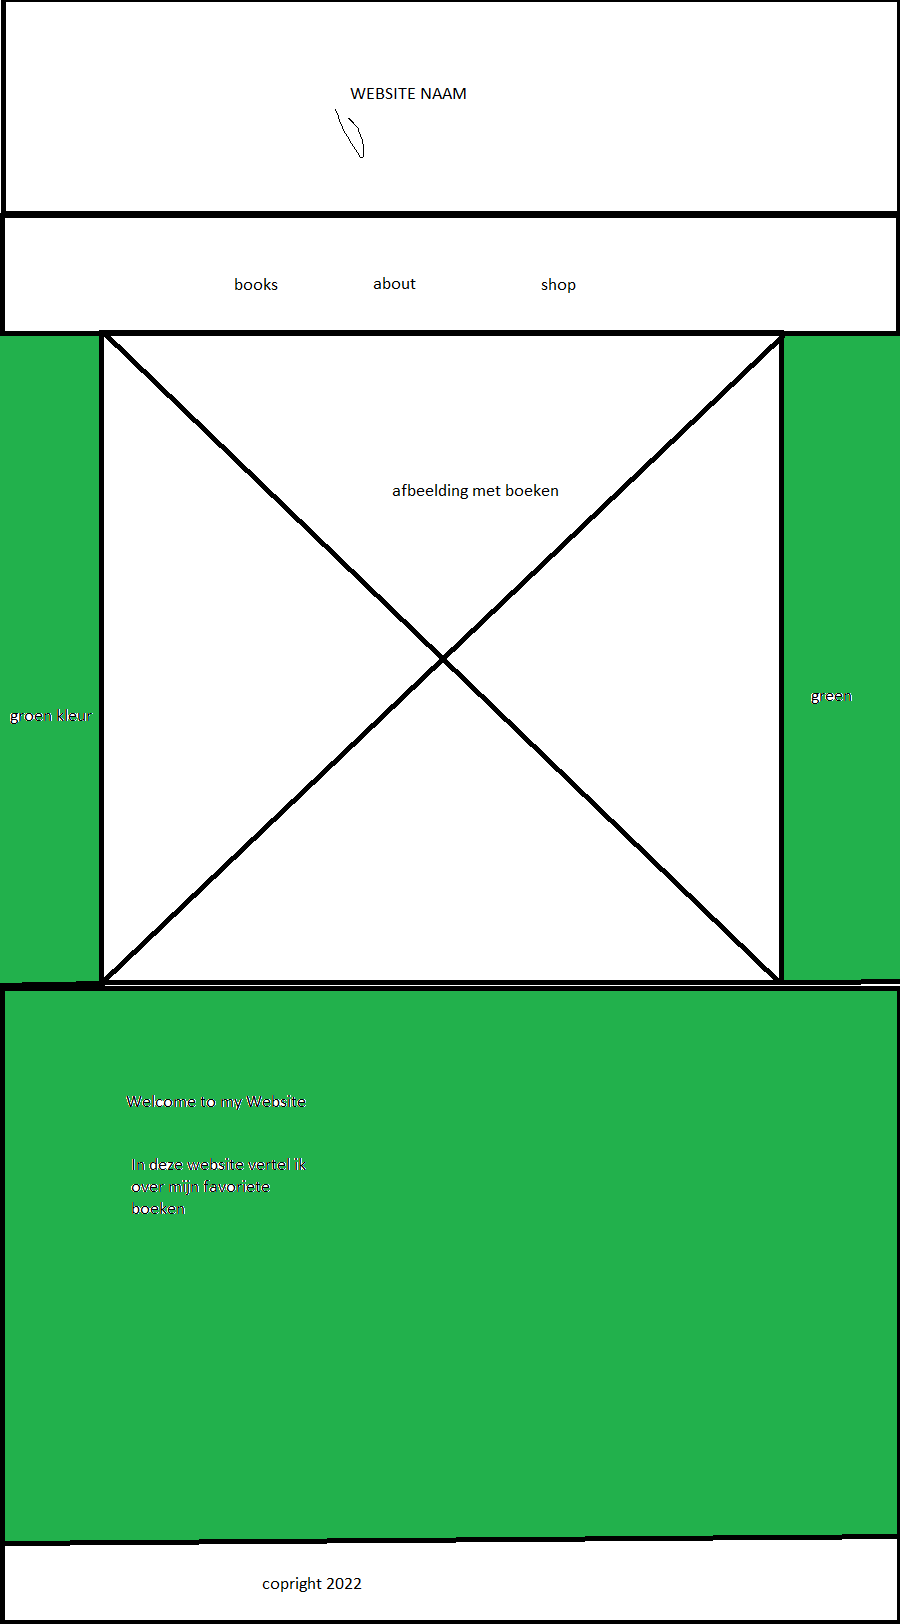 WEBSITE NAAM
books about shop
afbeelding met boeken
green
groen kleur
Welcome to my Website
In deze website vertel ik
over mijn favoriete
boeken
copright 2022